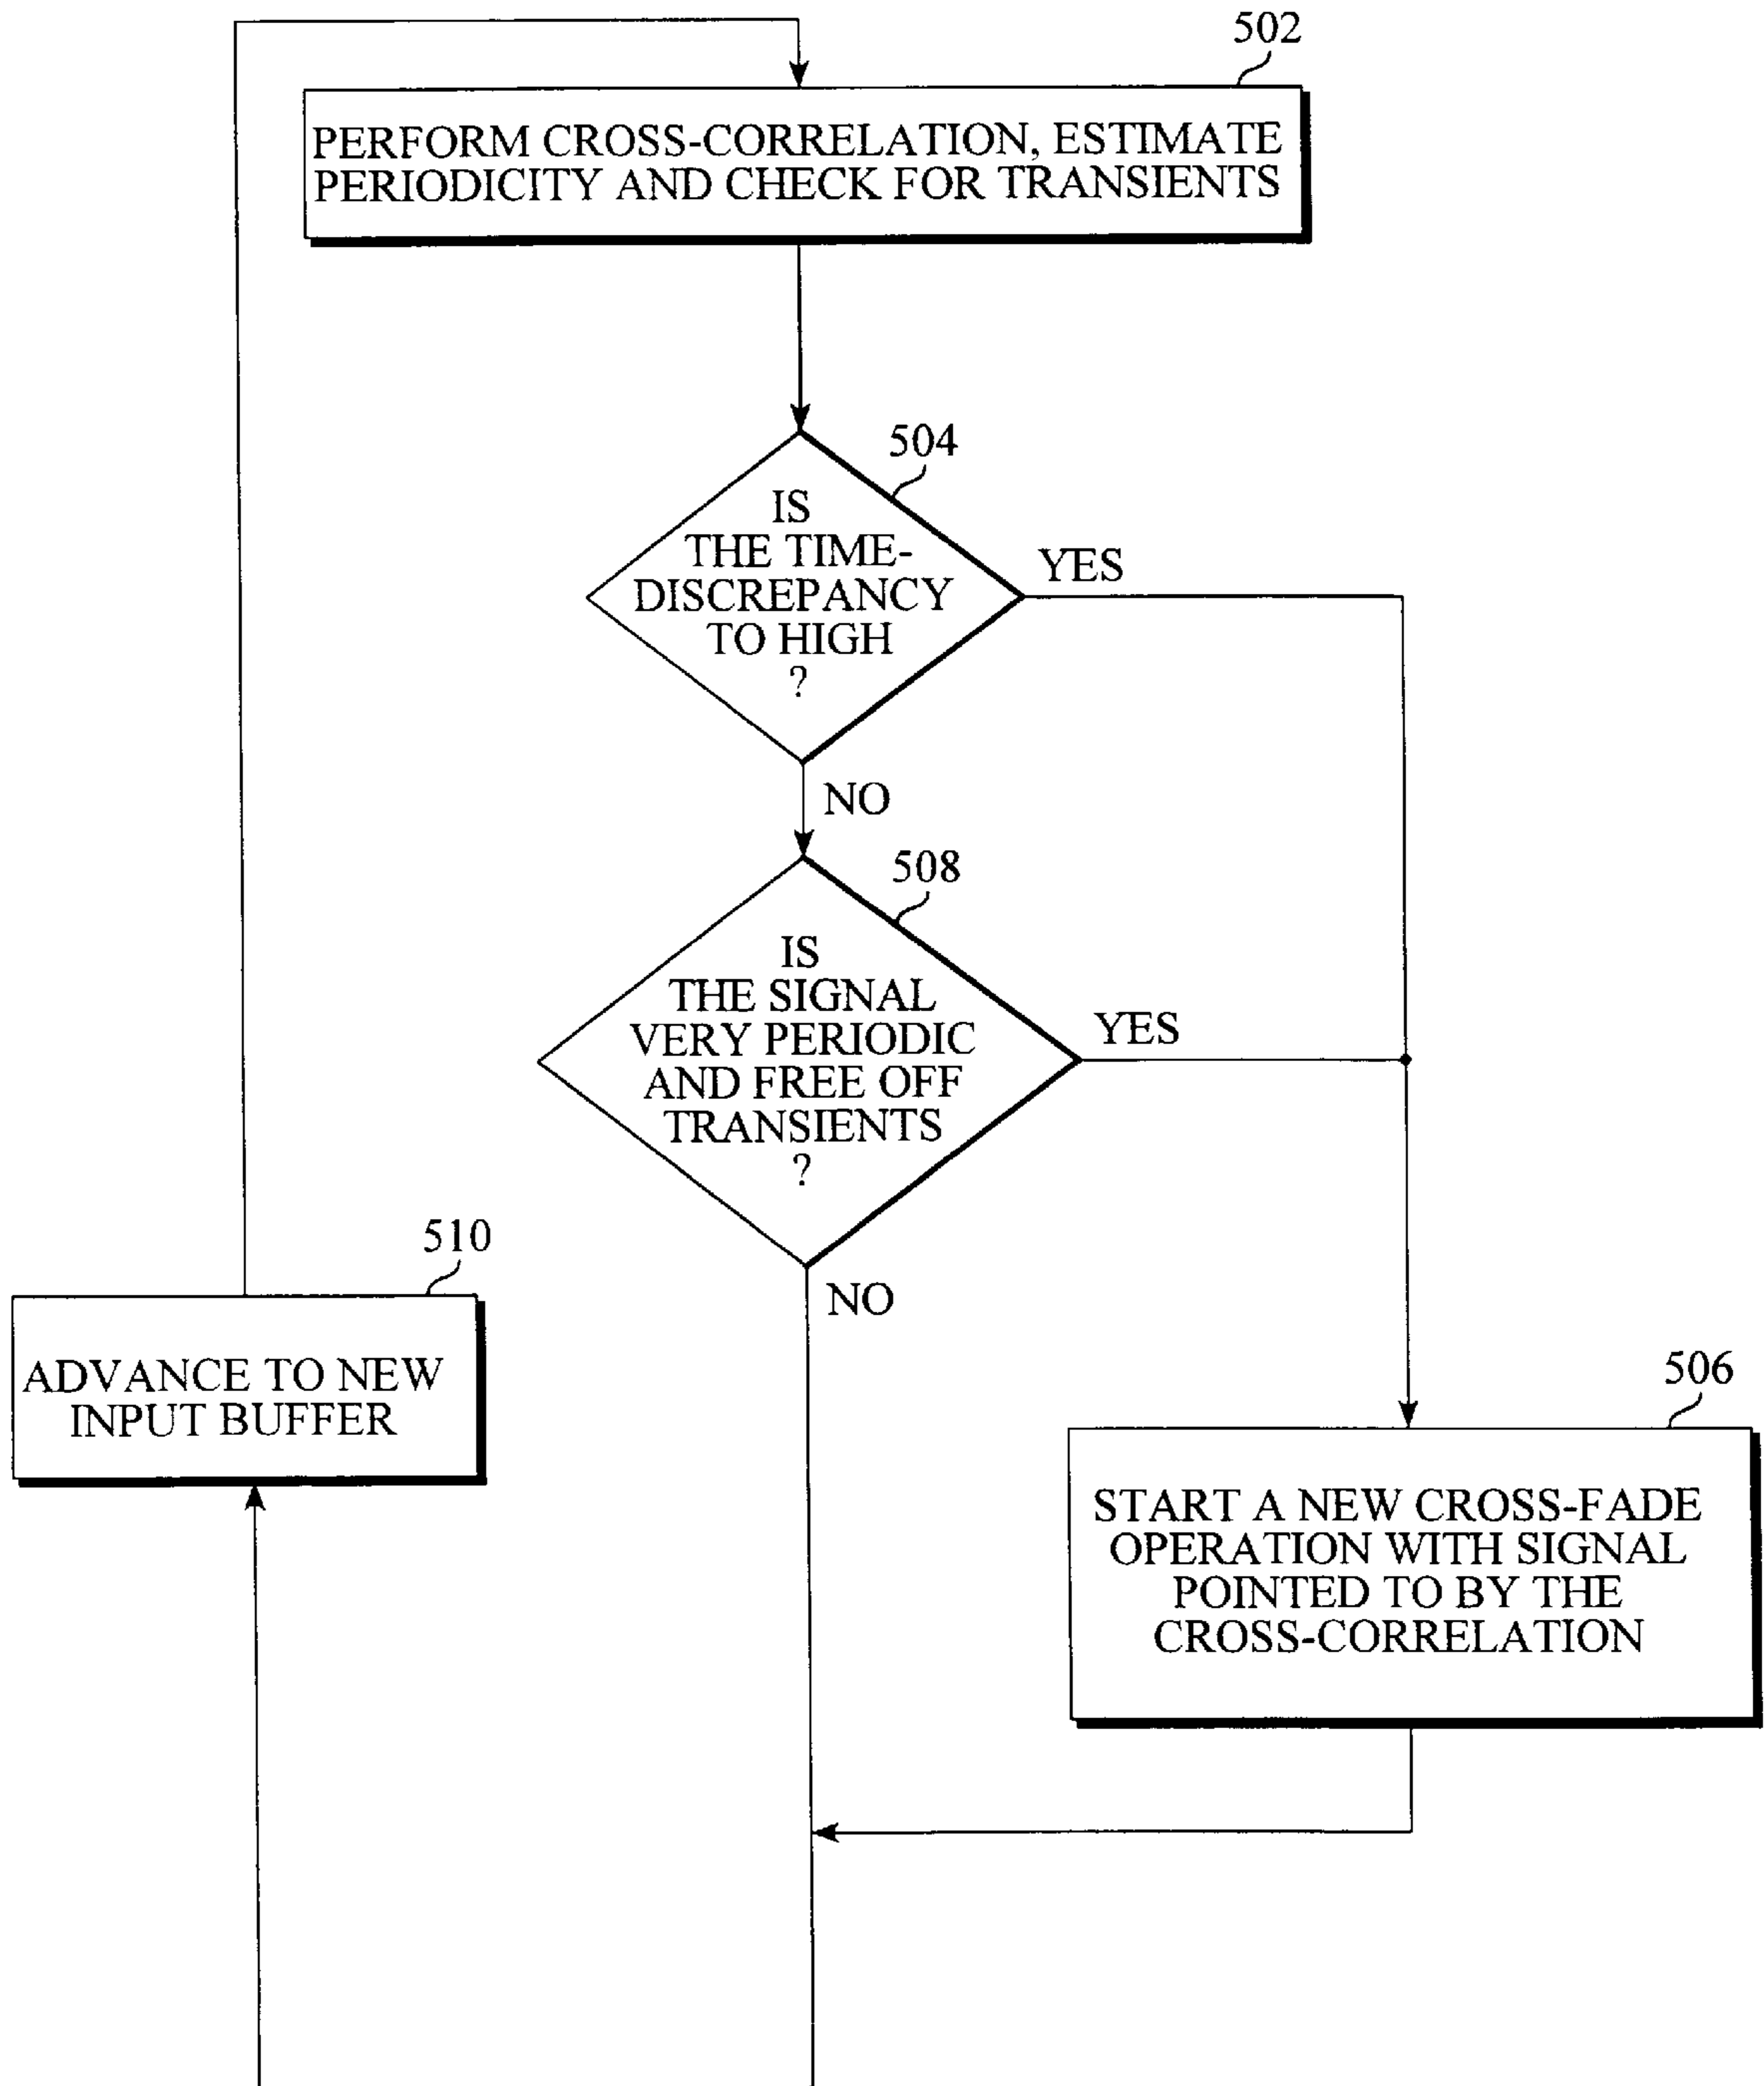 502
PERFORM CROSS-CORRELATION, ESTIMATE
PERIODICITY AND CHECK FOR TRANSIENTS
504
IS
THE TIME-
DISCREPANCY
TO HIGH
?
YES
NO
508
IS
THE SIGNAL
VERY PERIODIC
AND FREE OFF
TRANSIENTS
?
YES
NO
510
ADVANCE TO NEW
INPUT BUFFER
506
START A NEW CROSS-FADE
OPERATION WITH SIGNAL
POINTED TO BY THE
CROSS-CORRELATION